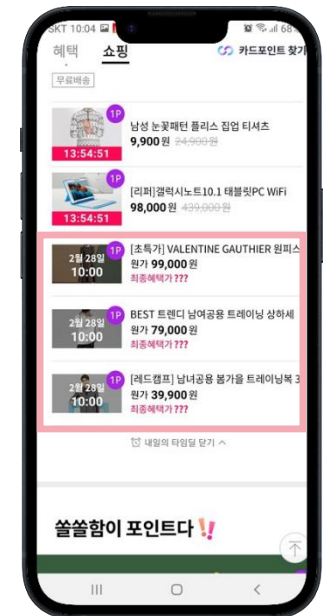 SKT 10:04
68%
혜택 쇼핑 카드포인트 찾기
무료배송
1P
남성 눈꽃패턴 플리스 집업 티셔츠
9,900원 24,900원
13:54:51
1P
[리퍼]갤럭시노트10.1 태블릿PC WiFi
98,000원 439,000원
13:54:51
1P
[초특가] VALENTINE GAUTHIER 원피스
2월 28일
10:00
원가 99,000원
최종혜택가 ???
1P
BEST 트렌디 남여공용 트레이닝 상하세
2월 28일
10:00
원가 79,000원
최종혜택가 ???
1P
[레드캠프] 남녀공용 봄가을 트레이닝복 3
2월 28일
10:00
원가 39,900원
최종혜택가 ???
내일의 타임딜 닫기
쏠쏠함이 포인트다